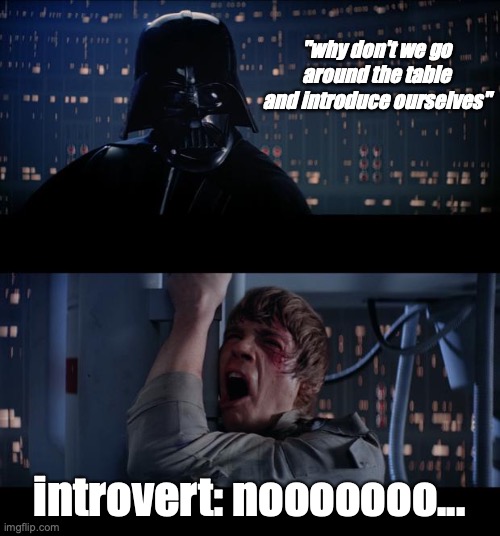 "why don't we go
around the table
and introduce ourselves"
introvert: nooooooo...
imgflip.com